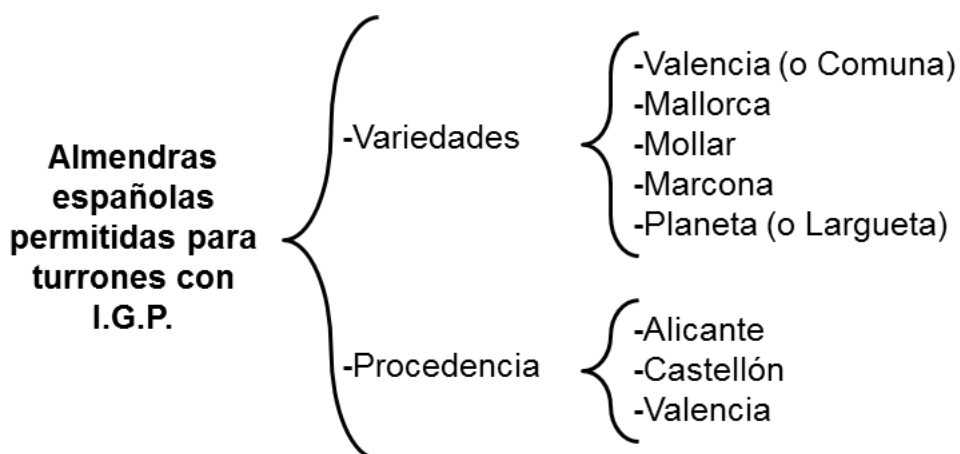 Almendras
españolas
permitidas para
turrones con
I.G.P.
-Variedades
-Valencia (o Comuna)
-Mallorca
-Mollar
-Marcona
-Planeta (o Largueta)
-Procedencia
-Alicante
-Castellón
-Valencia